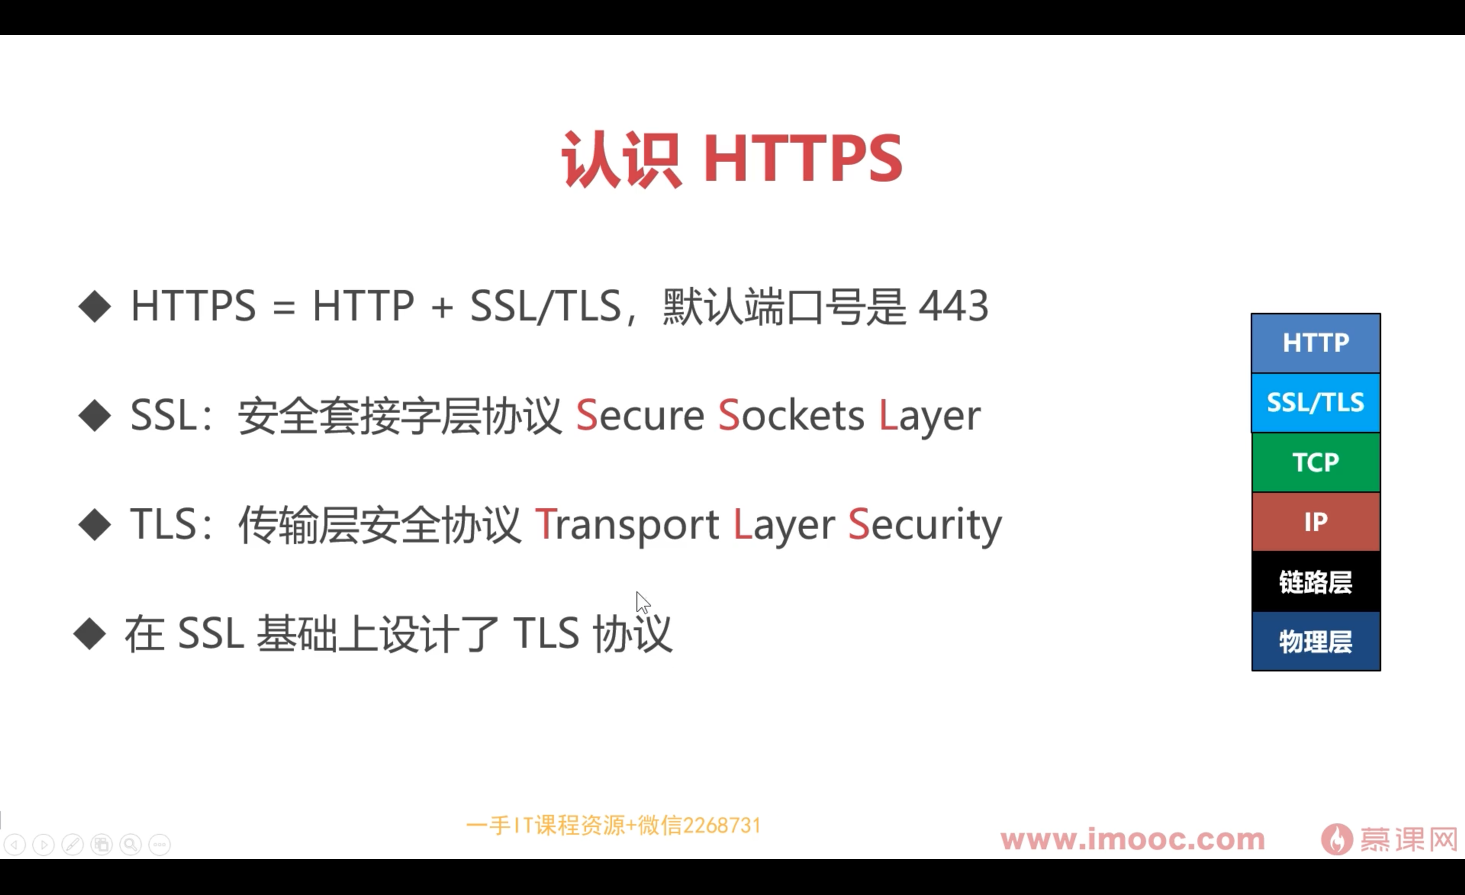 认识 HTTPS
◆ HTTPS = HTTP + SSL/TLS，默认端口号是 443
◆ SSL：安全套接字层协议 Secure Sockets Layer
◆ TLS：传输层安全协议 Transport Layer Security
◆ 在 SSL 基础上设计了 TLS 协议
HTTP
SSL/TLS
TCP
IP
链路层
物理层
一手IT课程资源+微信2268731
www.imooc.com 慕课网